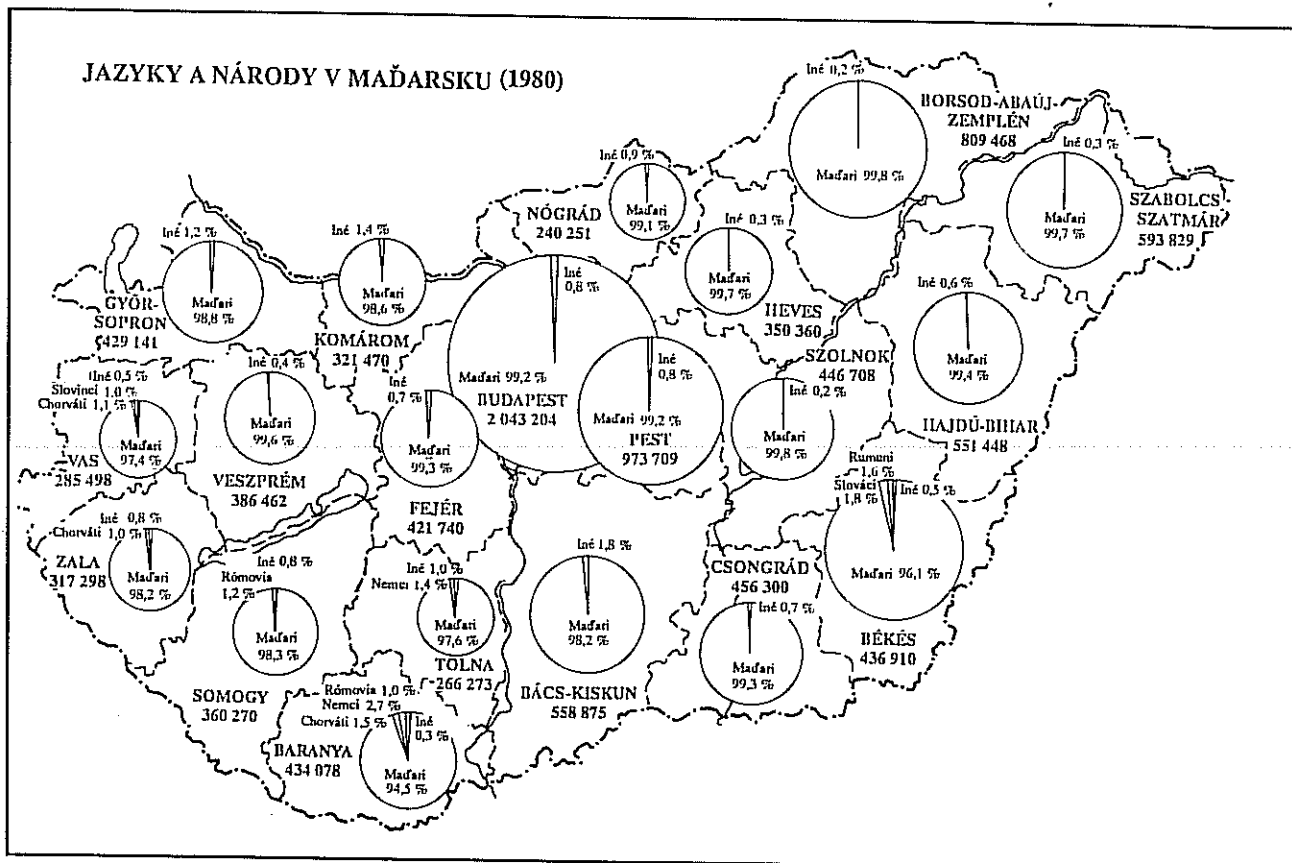 JAZYKY A NÁRODY V MAĎARSKU (1980)
Iné 0,2 %
Maďari 99,8 %
BORSOD-ABAÚJ-
ZEMPLÉN
809 468
Iné 0,3 %
Maďari
99,7 %
SZABOLCS
SZATMÁR
593 829
Iné 0,9 %
Maďari
99,1 %
NÓGRÁD
240 251
Iné 0,3 %
Maďari
99,7 %
HEVES
350 360
Iné 1,2 %
Maďari
98,8 %
GYÖR-
SOPRON
429 141
Iné 1,4 %
Maďari
98,6 %
KOMÁROM
321 470
Iné
0,8 %
Maďari 99,2 %
BUDAPEST
2 043 204
Iné
0,8 %
Maďari 99,2 %
PEST
973 709
SZOLNOK
446 708
Iné 0,2 %
Maďari
99,8 %
Iné 0,6 %
Maďari
99,4 %
HAJDÚ-BIHAR
551 448
Iné 0,5 %
Slovinci 1,0 %
Chorváti 1,1 %
Maďari
97,4 %
VAS
285 498
Iné 0,4 %
Maďari
99,6 %
VESZPRÉM
386 462
Iné
0,7 %
Maďari
99,3 %
FEJÉR
421 740
Rumuni
1,6 %
Slováci
1,8 %
Iné 0,5 %
Maďari 96,1 %
BÉKÉS
436 910
Iné 0,8 %
Chorváti 1,0 %
Maďari
98,2 %
ZALA
317 298
Iné 0,8 %
Rómovia
1,2 %
Maďari
98,3 %
SOMOGY
360 270
Iné 1,0 %
Nemci 1,4 %
Maďari
97,6 %
TOLNA
266 273
Iné 1,8 %
Maďari
98,2 %
BÁCS-KISKUN
558 875
CSONGRÁD
456 300
Iné 0,7 %
Maďari
99,3 %
Rómovia 1,0 %
Nemci 2,7 %
Chorváti 1,5 %
Iné
0,3 %
Maďari
94,5 %
BARANYA
434 078